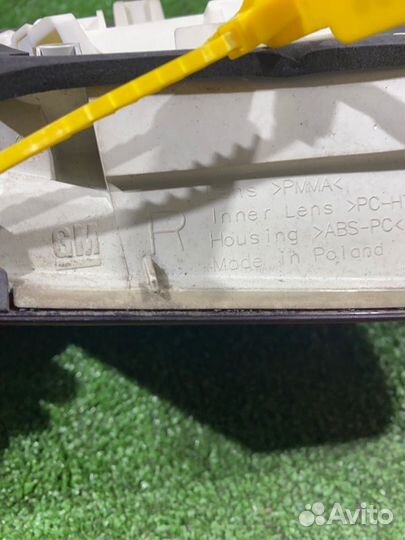 >PMMA<
GM R Inner Lens >PC-H
Housing >ABS-PC<
Made in Poland
Avito